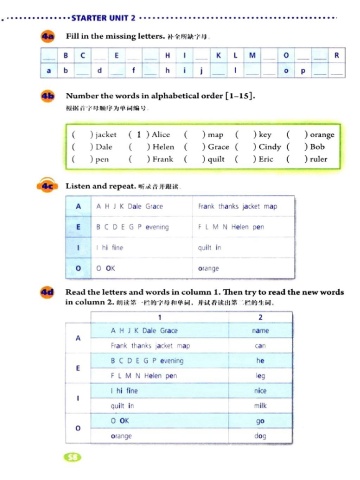 STARTER UNIT 2
4a Fill in the missing letters. 补全所缺字母.
B C E H I K L M O R
a b d f h i j l o p
4b Number the words in alphabetical order [1–15].
根据首字母顺序为单词编号.
( ) jacket ( 1 ) Alice ( ) map ( ) key ( ) orange
( ) Dale ( ) Helen ( ) Grace ( ) Cindy ( ) Bob
( ) pen ( ) Frank ( ) quilt ( ) Eric ( ) ruler
4c Listen and repeat. 听录音并跟读.
A A H J K Dale Grace frank thanks jacket map
E B C D E G P evening F L M N Helen pen
I I hi fine quilt in
O O OK orange
4d Read the letters and words in column 1. Then try to read the new words
in column 2. 朗读第一栏的字母和单词, 并试着读出第二栏的生词.
1 2
A A H J K Dale Grace name
Frank thanks jacket map can
E B C D E G P evening he
F L M N Helen pen leg
I I hi fine nice
quilt in milk
O O OK go
orange dog
S8